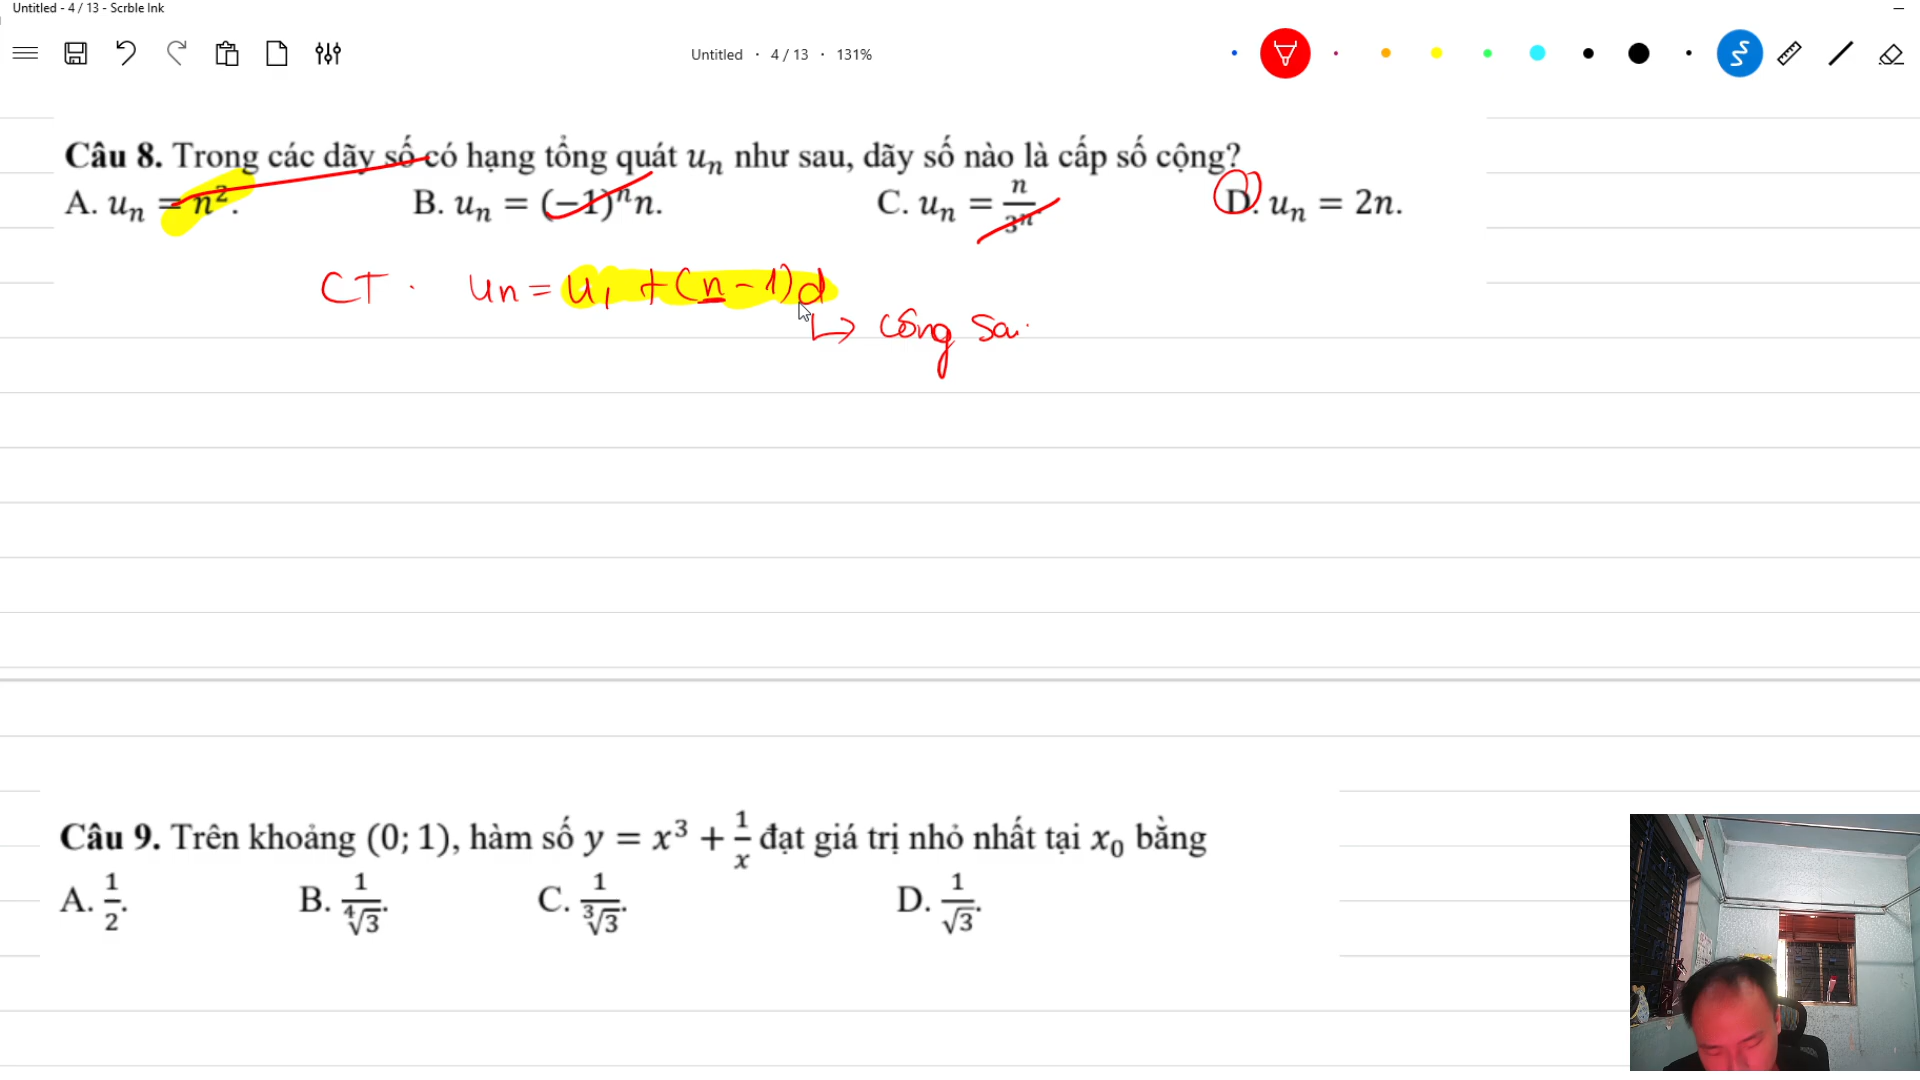 Untitled - 4 / 13 - Scrble Ink
Untitled · 4 / 13 · 131%
Câu 8. Trong các dãy số có hạng tổng quát uₙ như sau, dãy số nào là cấp số cộng?
A. uₙ = n². B. uₙ = (−1)ⁿn. C. uₙ = n/3ⁿ. D. uₙ = 2n.
CT · uₙ = u₁ + (n − 1)d
↳ công sai
Câu 9. Trên khoảng (0; 1), hàm số y = x³ + 1/x đạt giá trị nhỏ nhất tại x₀ bằng
A. 1/2. B. 1/∜3. C. 1/∛3. D. 1/√3.